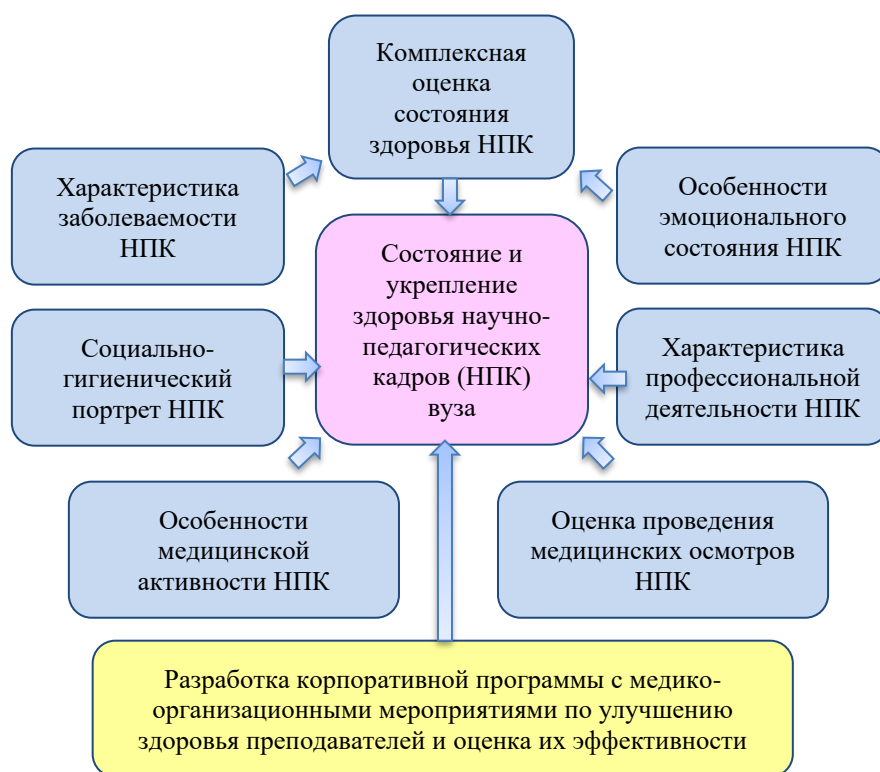 Комплексная
оценка
состояния
здоровья НПК
Характеристика
заболеваемости
НПК
Особенности
эмоционального
состояния НПК
Состояние и
укрепление
здоровья научно-
педагогических
кадров (НПК)
вуза
Социально-
гигиенический
портрет НПК
Характеристика
профессиональной
деятельности НПК
Особенности
медицинской
активности НПК
Оценка проведения
медицинских осмотров
НПК
Разработка корпоративной программы с медико-
организационными мероприятиями по улучшению
здоровья преподавателей и оценка их эффективности